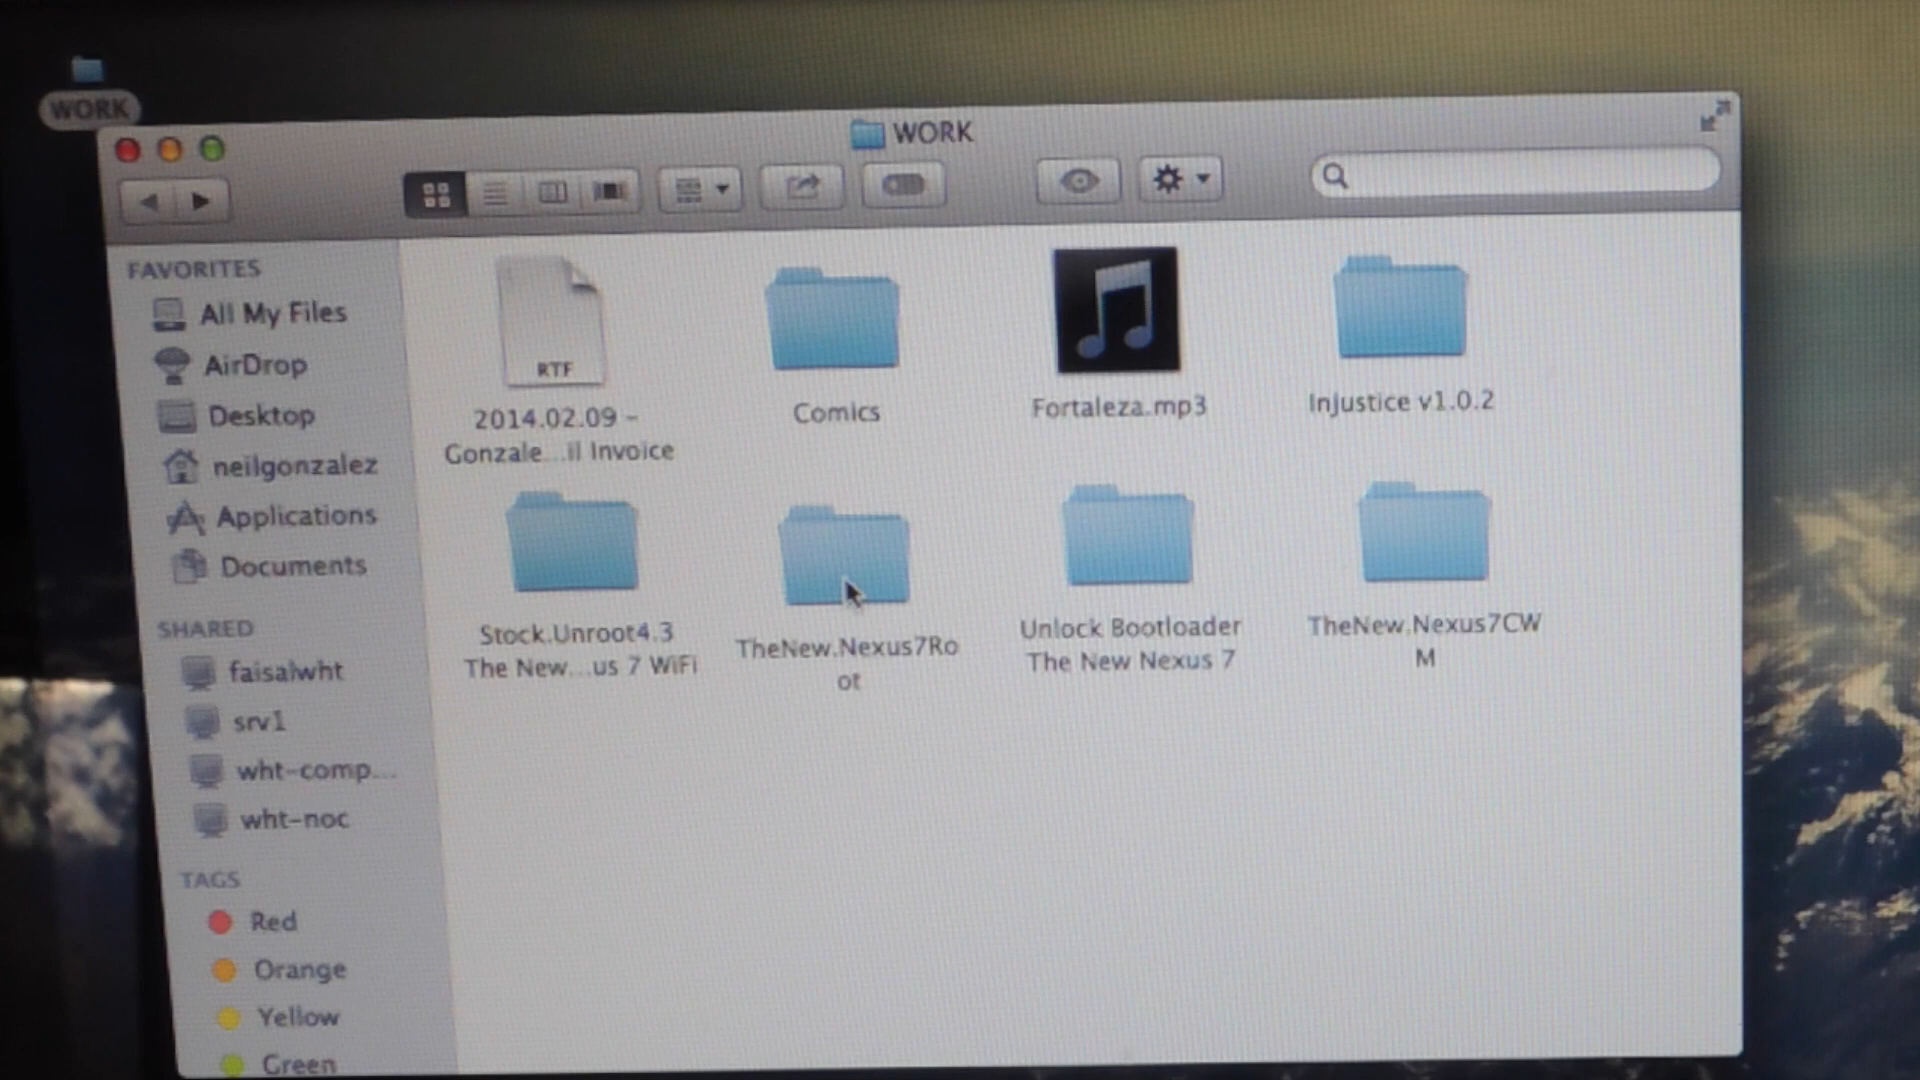 WORK
WORK
FAVORITES
All My Files
AirDrop
Desktop
neilgonzalez
Applications
Documents
SHARED
faisalwht
srv1
wht-comp...
wht-noc
TAGS
Red
Orange
Yellow
Green
RTF
2014.02.09 -
Gonzale...il Invoice
Comics
Fortaleza.mp3
InJustice v1.0.2
Stock.Unroot4.3
The New...us 7 WiFi
TheNew.Nexus7Ro
ot
Unlock Bootloader
The New Nexus 7
TheNew.Nexus7CW
M